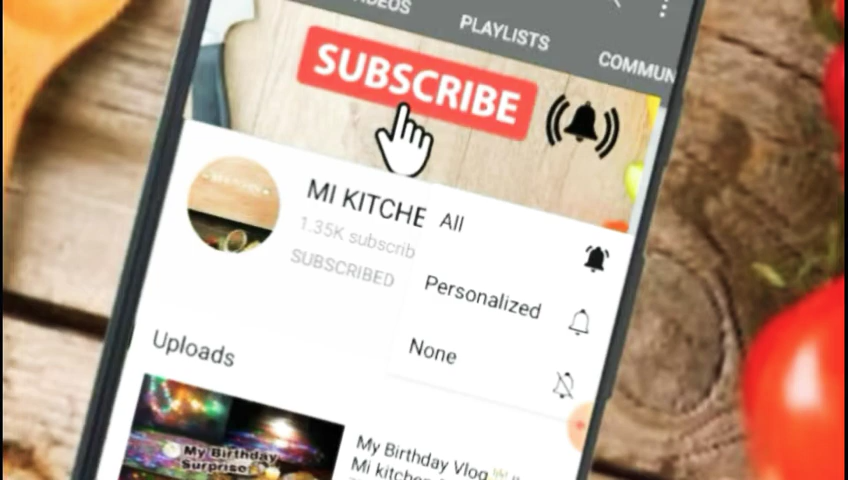 PLAYLISTS
COMMUN
SUBSCRIBE
MI KITCHE
1.35K subscrib
SUBSCRIBED
All
Personalized
None
Uploads
My Birthday
Surprise
My Birthday Vlog
Mi kitchen